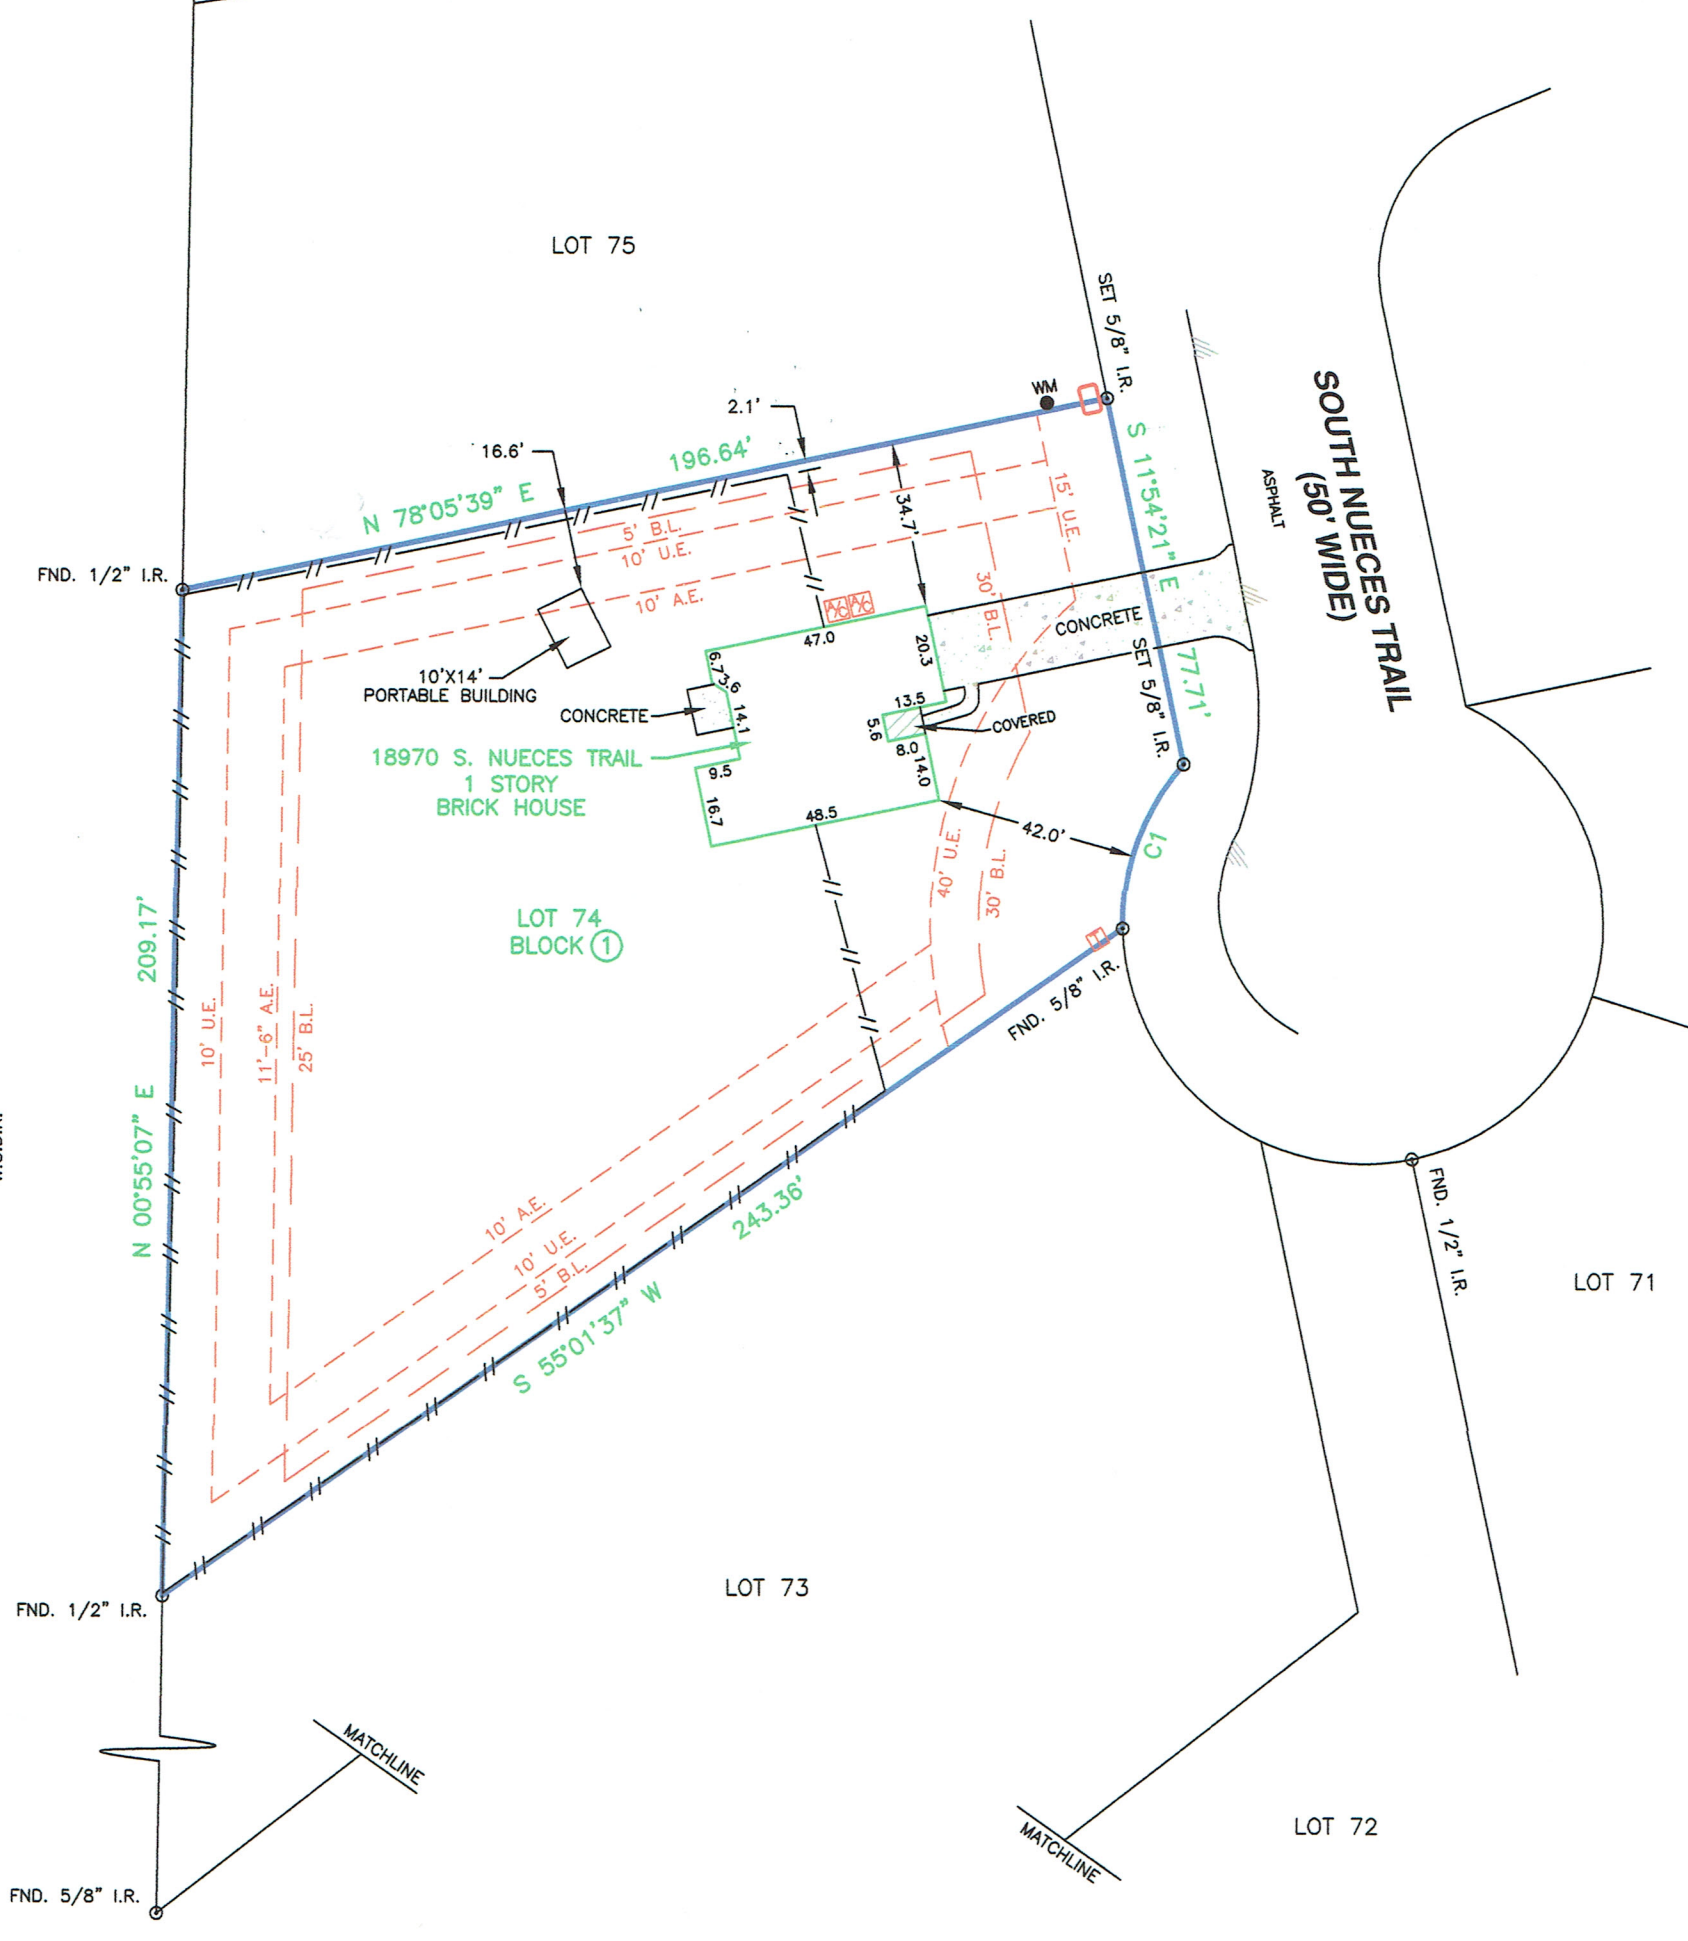 LOT 75
SET 5/8" I.R.
WM
2.1'
16.6'
196.64'
N 78°05'39" E
FND. 1/2" I.R.
S 11°54'21" E
77.71'
SOUTH NUECES TRAIL
(50' WIDE)
ASPHALT
34.7'
15' U.E.
5' B.L.
10' U.E.
10' A.E.
30' B.L.
A/C
A/C
CONCRETE
47.0
20.3
10'X14'
PORTABLE BUILDING
6.7
3.6
14.1
CONCRETE
13.5
5.6
8.0
COVERED
14.0
SET 5/8" I.R.
18970 S. NUECES TRAIL
1 STORY
BRICK HOUSE
9.5
16.7
48.5
42.0'
C1
40' U.E.
30' B.L.
LOT 74
BLOCK 1
209.17'
N 00°55'07" E
10' U.E.
11'-6" A.E.
25' B.L.
T
FND. 5/8" I.R.
10' A.E.
10' U.E.
5' B.L.
243.36'
S 55°01'37" W
FND. 1/2" I.R.
LOT 71
LOT 73
FND. 1/2" I.R.
MATCHLINE
MATCHLINE
LOT 72
FND. 5/8" I.R.